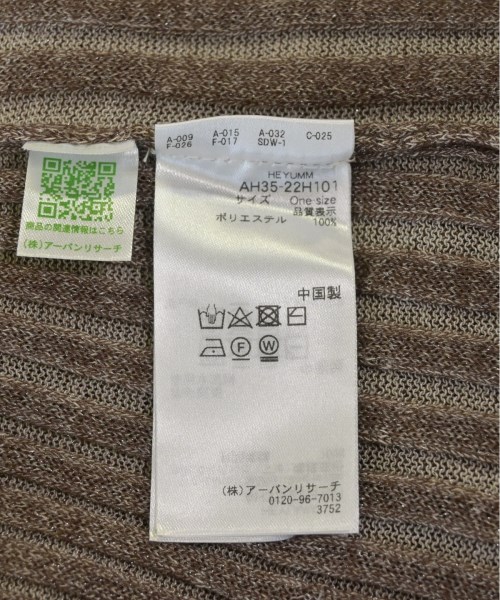 A-009 A-015 A-032 C-025
F-026 F-017 SDW-1
HEYUMM
AH35-22H101
サイズ One size
品質表示
ポリエステル 100%
中国製
F W
(株)アーバンリサーチ
0120-96-7013
3752
商品の関連情報はこちら
(株)アーバンリサーチ